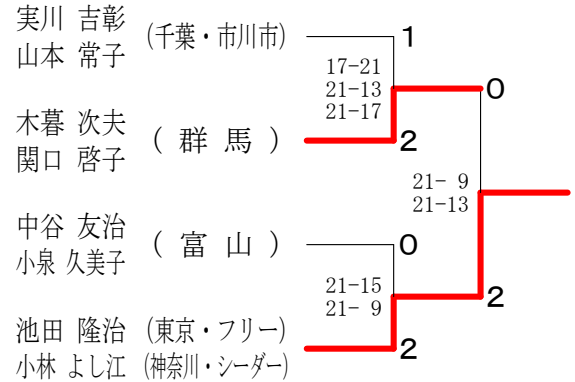 実川 吉彰
山本 常子
(千葉・市川市)
1
17-21
21-13
21-17
0
木暮 次夫
関口 啓子
( 群 馬 )
2
21- 9
21-13
中谷 友治
小泉 久美子
( 富 山 )
0
21-15
21- 9
2
池田 隆治 (東京・フリー)
小林 よし江 (神奈川・シーダー)
2